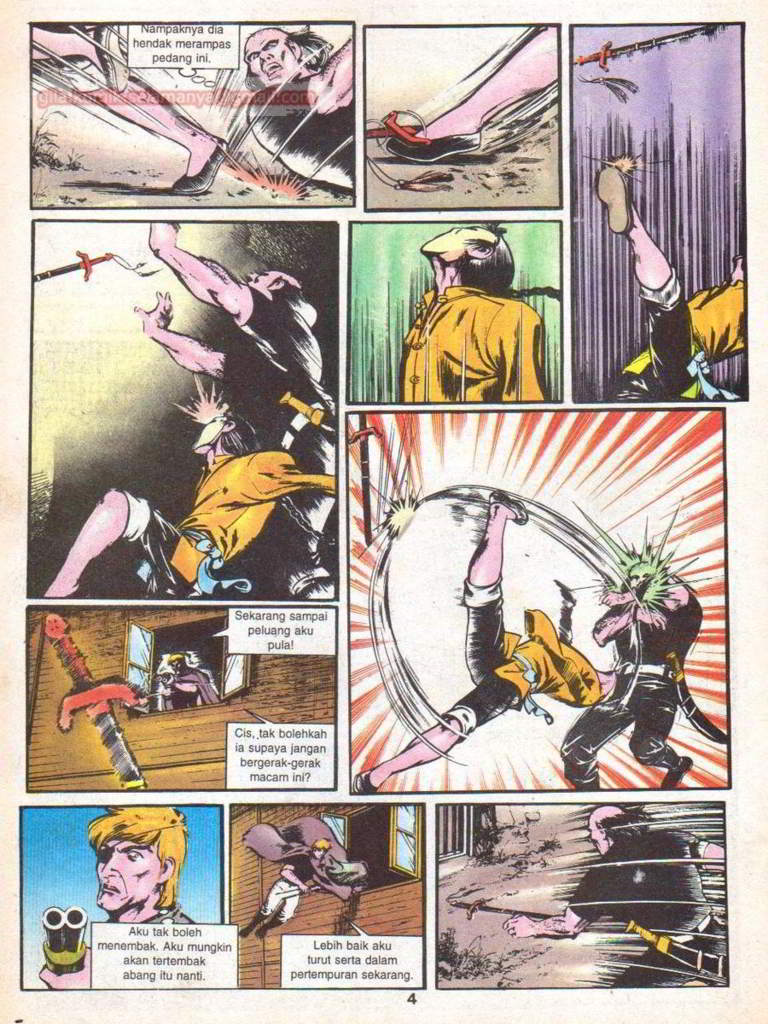 Nampaknya dia
hendak merampas
pedang ini.
Sekarang sampai
peluang aku
pula!
Cis, tak bolehkah
ia supaya jangan
bergerak-gerak
macam ini?
Aku tak boleh
menembak. Aku mungkin
akan tertembak
abang itu nanti.
Lebih baik aku
turut serta dalam
pertempuran sekarang.
4